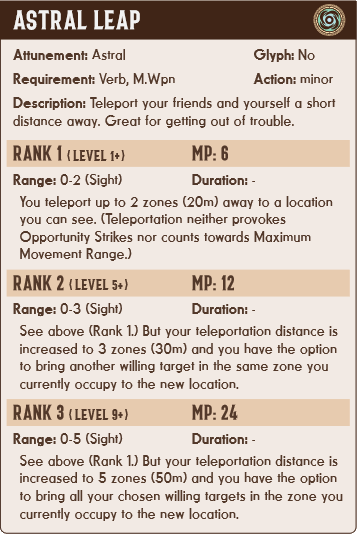 ASTRAL LEAP
Attunement: Astral Glyph: No
Requirement: Verb, M.Wpn Action: minor
Description: Teleport your friends and yourself a short
distance away. Great for getting out of trouble.
RANK 1 (LEVEL 1+) MP: 6
Range: 0-2 (Sight) Duration: -
You teleport up to 2 zones (20m) away to a location
you can see. (Teleportation neither provokes
Opportunity Strikes nor counts towards Maximum
Movement Range.)
RANK 2 (LEVEL 5+) MP: 12
Range: 0-3 (Sight) Duration: -
See above (Rank 1.) But your teleportation distance is
increased to 3 zones (30m) and you have the option
to bring another willing target in the same zone you
currently occupy to the new location.
RANK 3 (LEVEL 9+) MP: 24
Range: 0-5 (Sight) Duration: -
See above (Rank 1.) But your teleportation distance is
increased to 5 zones (50m) and you have the option
to bring all your chosen willing targets in the zone you
currently occupy to the new location.